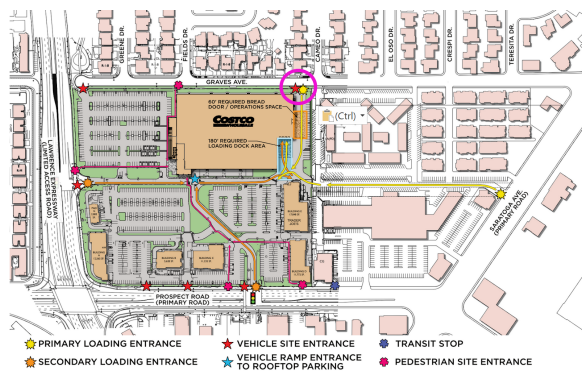 GREENE DR.
FIELDS DR.
CAMEO DR.
EL OSO DR.
CRESPI DR.
TERESITA DR.
GRAVES AVE.
60' REQUIRED BREAD
DOOR / OPERATIONS SPACE
COSTCO
(Ctrl)
180' REQUIRED
LOADING DOCK AREA
LAWRENCE EXPRESSWAY
(LIMITED ACCESS ROAD)
SARATOGA AVE.
(PRIMARY ROAD)
PROSPECT ROAD
(PRIMARY ROAD)
PRIMARY LOADING ENTRANCE
VEHICLE SITE ENTRANCE
TRANSIT STOP
SECONDARY LOADING ENTRANCE
VEHICLE RAMP ENTRANCE
TO ROOFTOP PARKING
PEDESTRIAN SITE ENTRANCE